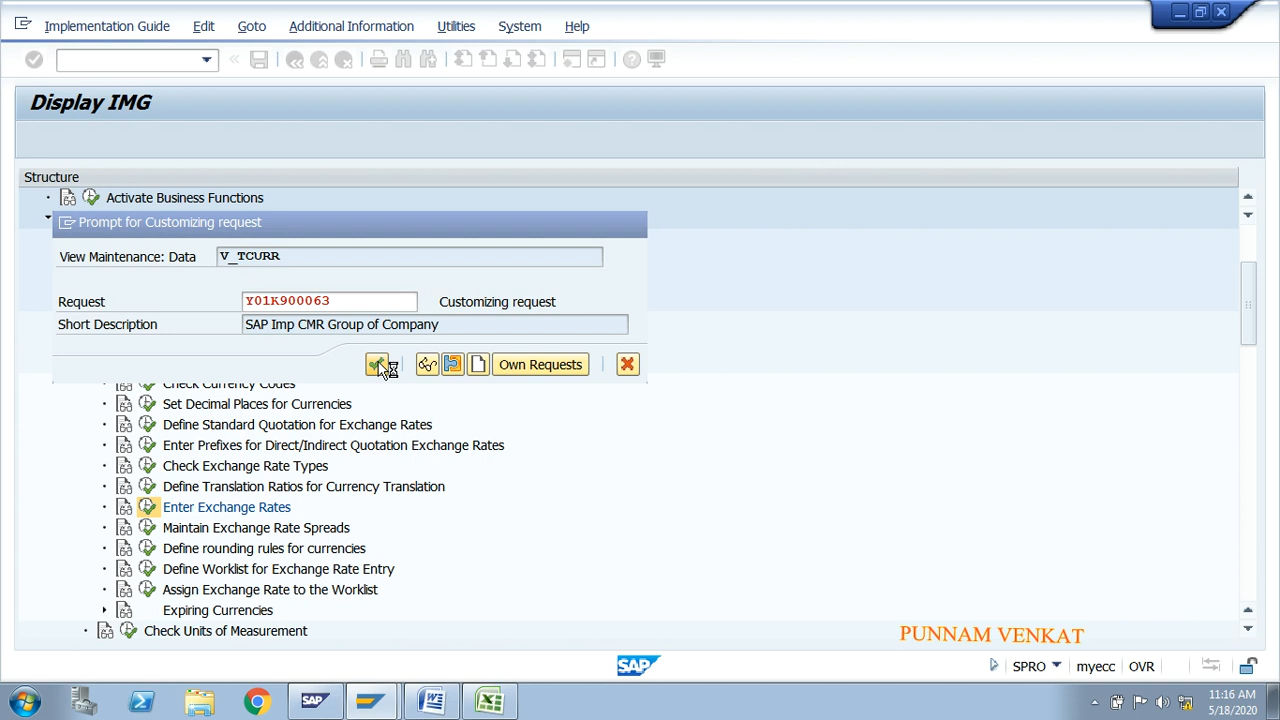 Implementation Guide Edit Goto Additional Information Utilities System Help
Display IMG
Structure
Activate Business Functions
Prompt for Customizing request
View Maintenance: Data V_TCURR
Request Y01K900063 Customizing request
Short Description SAP Imp CMR Group of Company
Own Requests
Check Currency Codes
Set Decimal Places for Currencies
Define Standard Quotation for Exchange Rates
Enter Prefixes for Direct/Indirect Quotation Exchange Rates
Check Exchange Rate Types
Define Translation Ratios for Currency Translation
Enter Exchange Rates
Maintain Exchange Rate Spreads
Define rounding rules for currencies
Define Worklist for Exchange Rate Entry
Assign Exchange Rate to the Worklist
Expiring Currencies
Check Units of Measurement
PUNNAM VENKAT
SAP SPRO myecc OVR
SAP
11:16 AM
5/18/2020